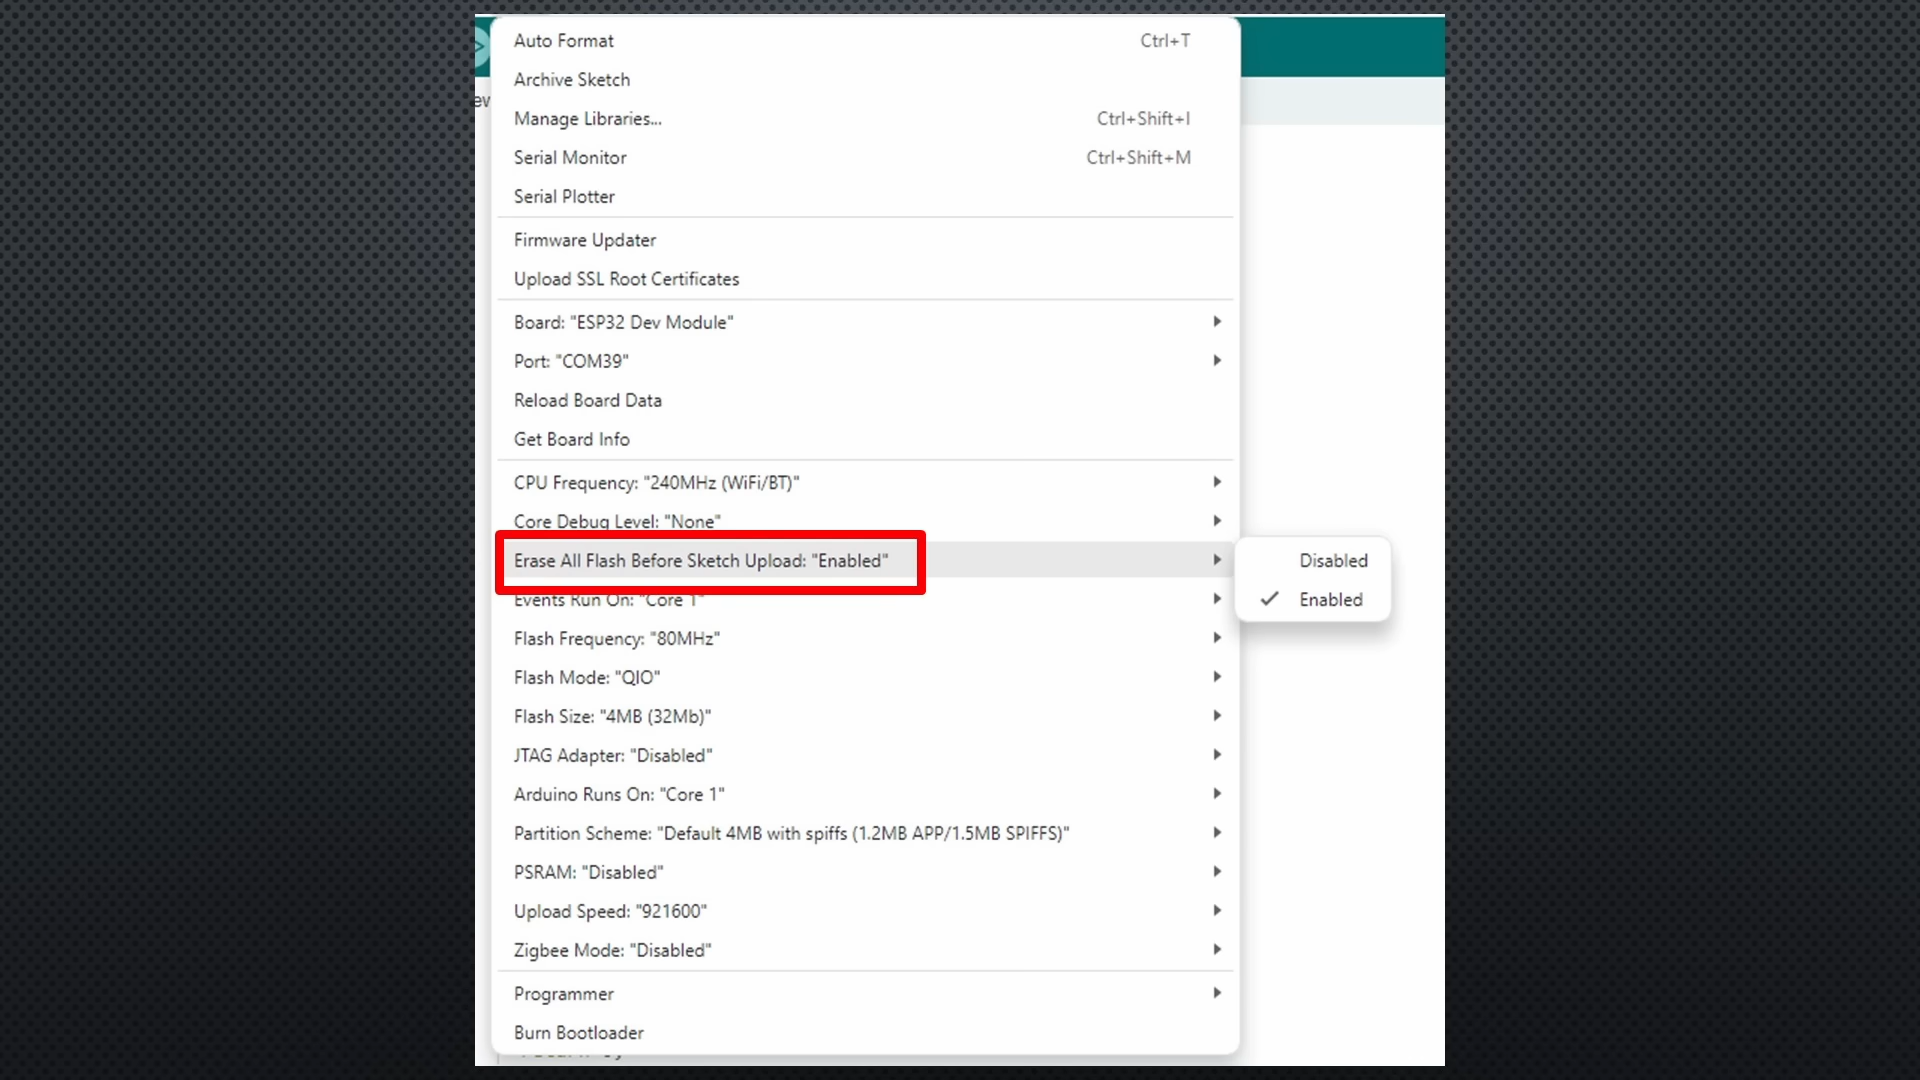 Auto Format Ctrl+T
Archive Sketch
Manage Libraries... Ctrl+Shift+I
Serial Monitor Ctrl+Shift+M
Serial Plotter
Firmware Updater
Upload SSL Root Certificates
Board: "ESP32 Dev Module"
Port: "COM39"
Reload Board Data
Get Board Info
CPU Frequency: "240MHz (WiFi/BT)"
Core Debug Level: "None"
Erase All Flash Before Sketch Upload: "Enabled"
Disabled
Enabled
Events Run On: "Core 1"
Flash Frequency: "80MHz"
Flash Mode: "QIO"
Flash Size: "4MB (32Mb)"
JTAG Adapter: "Disabled"
Arduino Runs On: "Core 1"
Partition Scheme: "Default 4MB with spiffs (1.2MB APP/1.5MB SPIFFS)"
PSRAM: "Disabled"
Upload Speed: "921600"
Zigbee Mode: "Disabled"
Programmer
Burn Bootloader